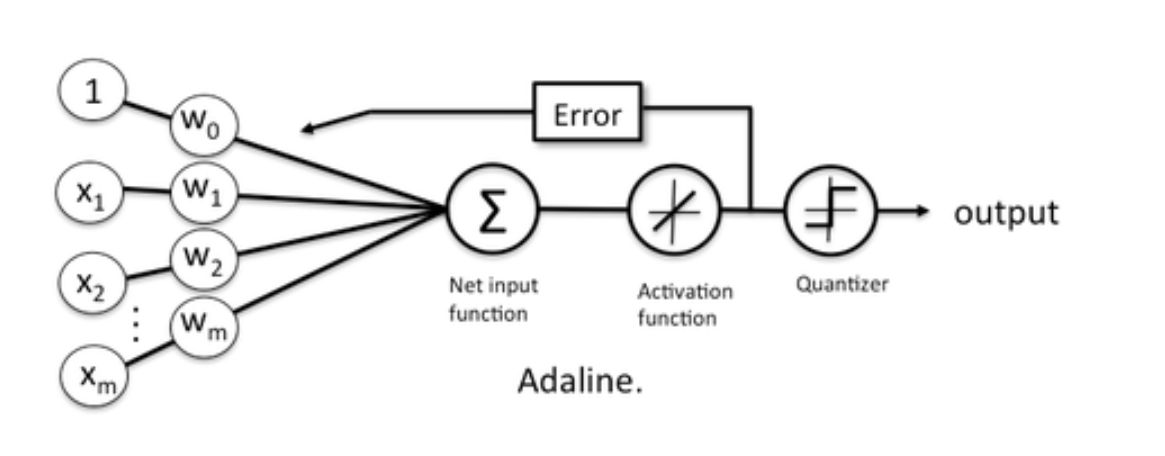 1
w0
x1
w1
x2
w2
⋮
xm
wm
Error
Σ
Net input
function
Activation
function
Quantizer
output
Adaline.